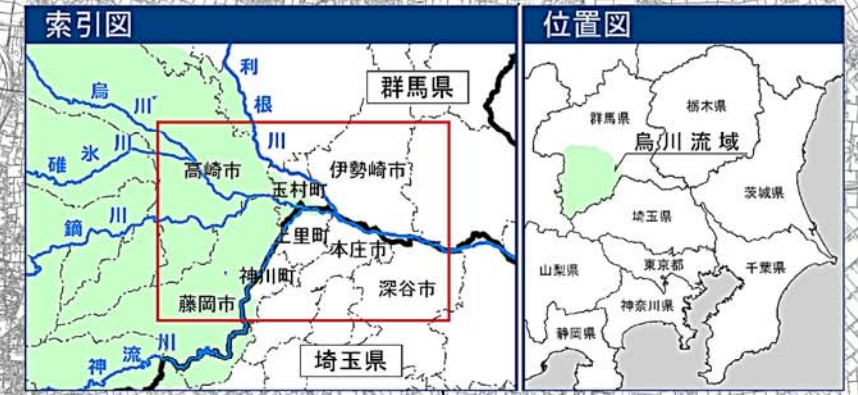 索引図
利根川
群馬県
烏川
碓氷川
高崎市
伊勢崎市
玉村町
鏑川
上里町
本庄市
神川町
深谷市
藤岡市
神流川
埼玉県
位置図
栃木県
群馬県
烏川流域
茨城県
埼玉県
山梨県
東京都
千葉県
神奈川県
静岡県